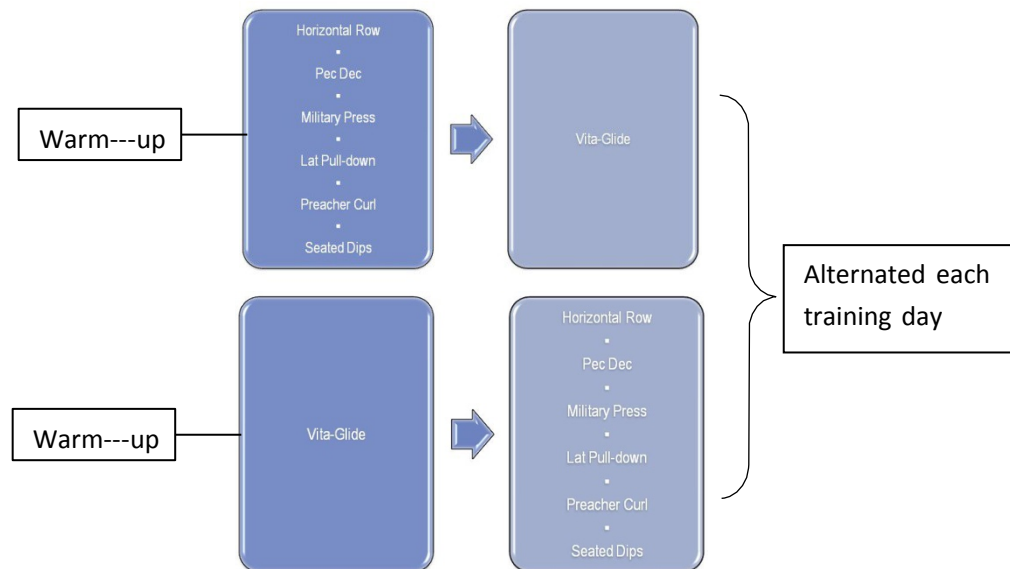 Warm---up
Horizontal Row
▪
Pec Dec
▪
Military Press
▪
Lat Pull-down
▪
Preacher Curl
▪
Seated Dips
Vita-Glide
Warm---up
Vita-Glide
Horizontal Row
▪
Pec Dec
▪
Military Press
▪
Lat Pull-down
▪
Preacher Curl
▪
Seated Dips
Alternated each
training day